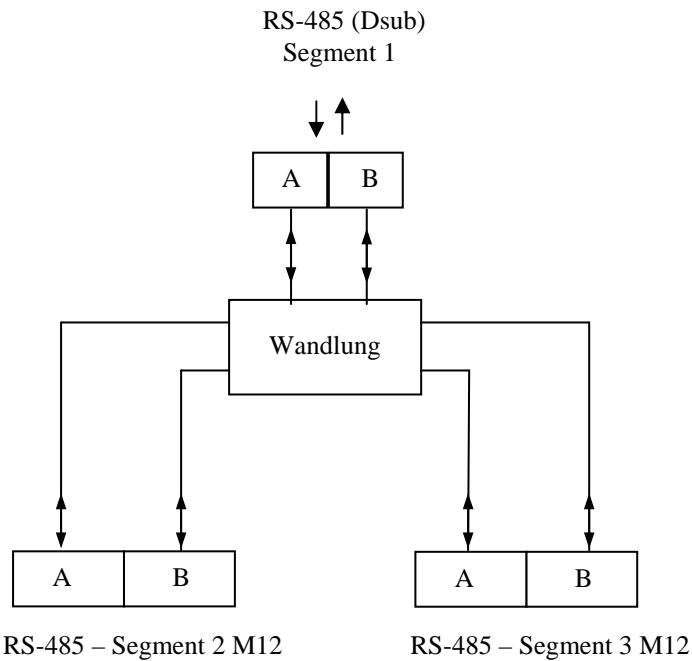 RS-485 (Dsub)
Segment 1
A B
Wandlung
A B A B
RS-485 – Segment 2 M12 RS-485 – Segment 3 M12